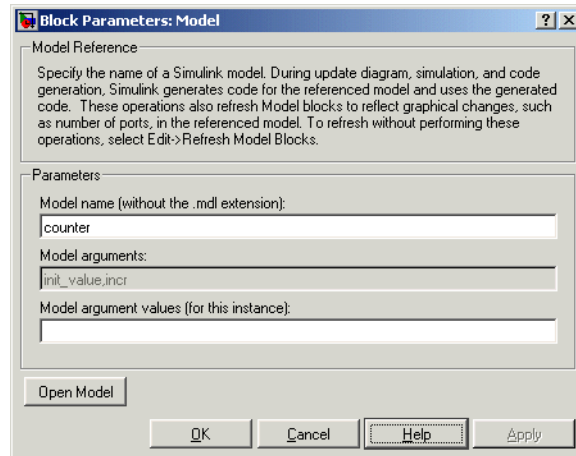 Block Parameters: Model
Model Reference
Specify the name of a Simulink model. During update diagram, simulation, and code
generation, Simulink generates code for the referenced model and uses the generated
code. These operations also refresh Model blocks to reflect graphical changes, such
as number of ports, in the referenced model. To refresh without performing these
operations, select Edit->Refresh Model Blocks.
Parameters
Model name (without the .mdl extension):
counter
Model arguments:
init_value,incr
Model argument values (for this instance):
Open Model
OK Cancel Help Apply